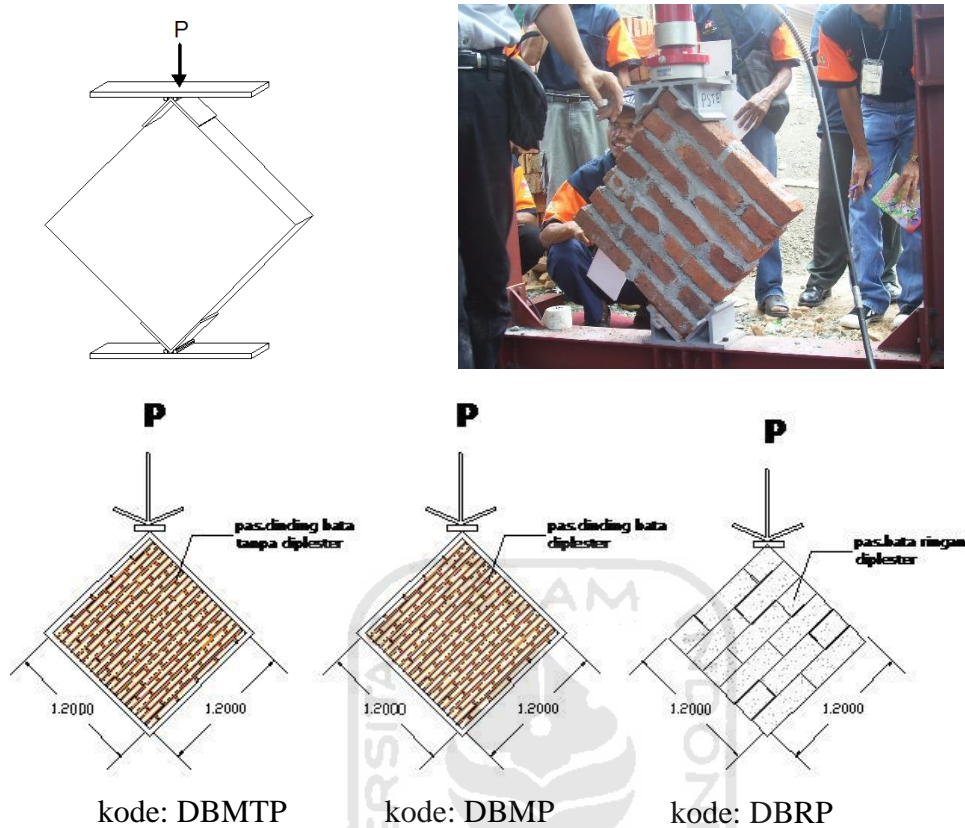 P
PSTE
P
P
P
pas.dinding bata
tanpa diplester
pas.dinding bata
diplester
pas.bata ringan
diplester
1.2000
1.2000
1.2000
1.2000
1.2000
1.2000
kode: DBMTP
kode: DBMP
kode: DBRP